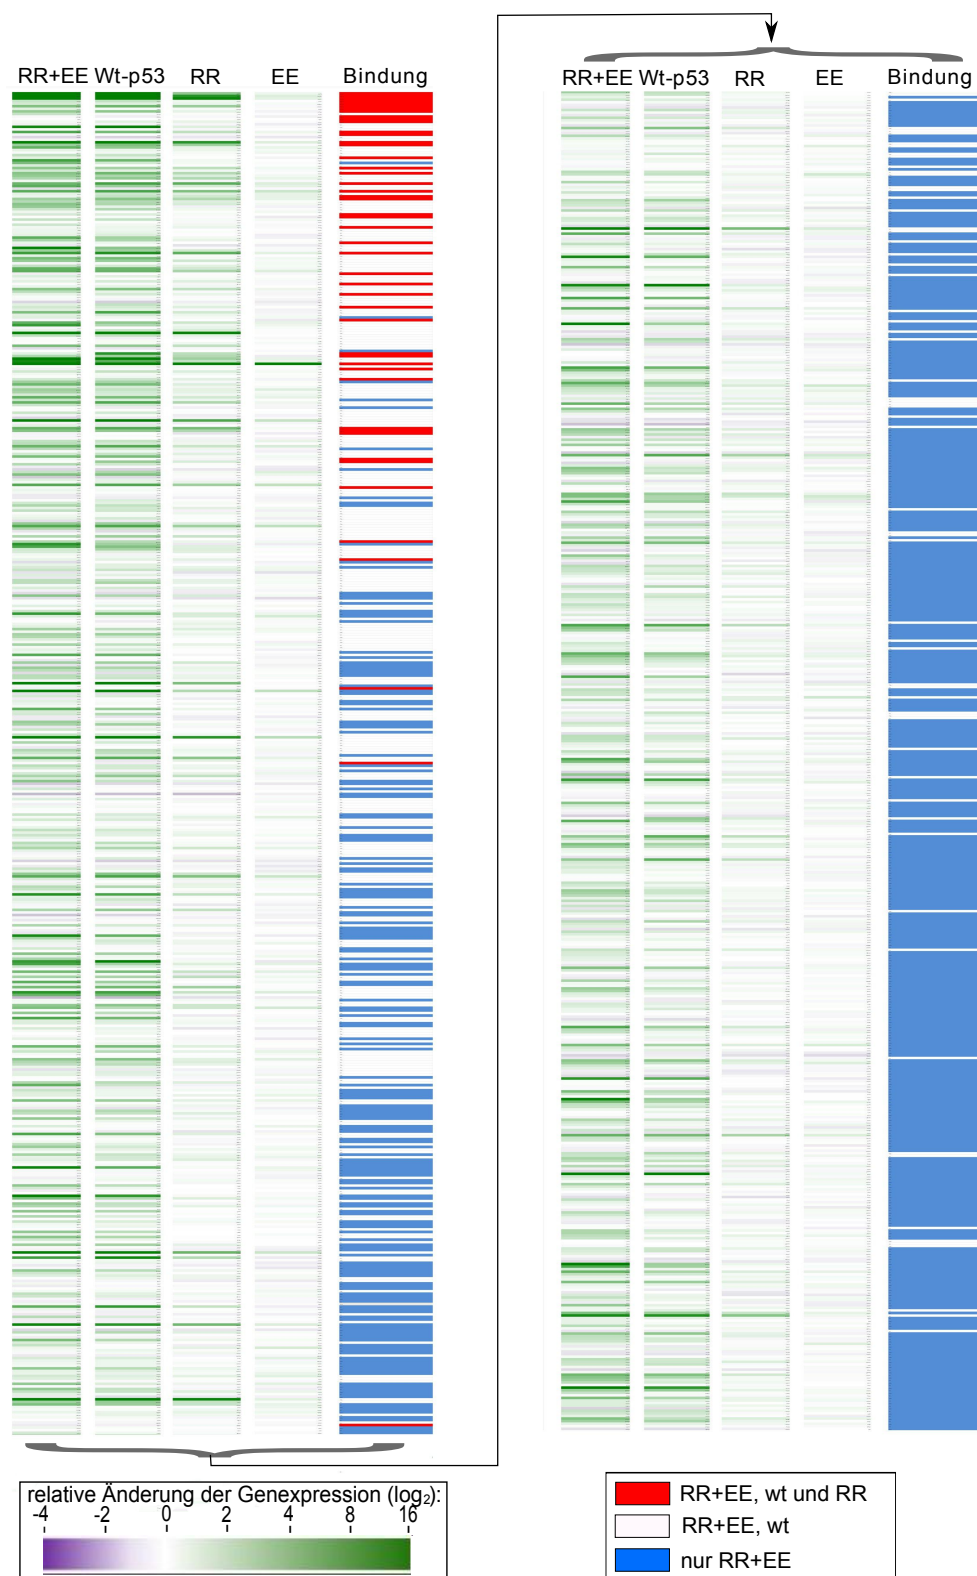 RR+EE Wt-p53 RR EE Bindung
RR+EE Wt-p53 RR EE Bindung
relative Änderung der Genexpression (log₂):
-4 -2 0 2 4 8 16
RR+EE, wt und RR
RR+EE, wt
nur RR+EE